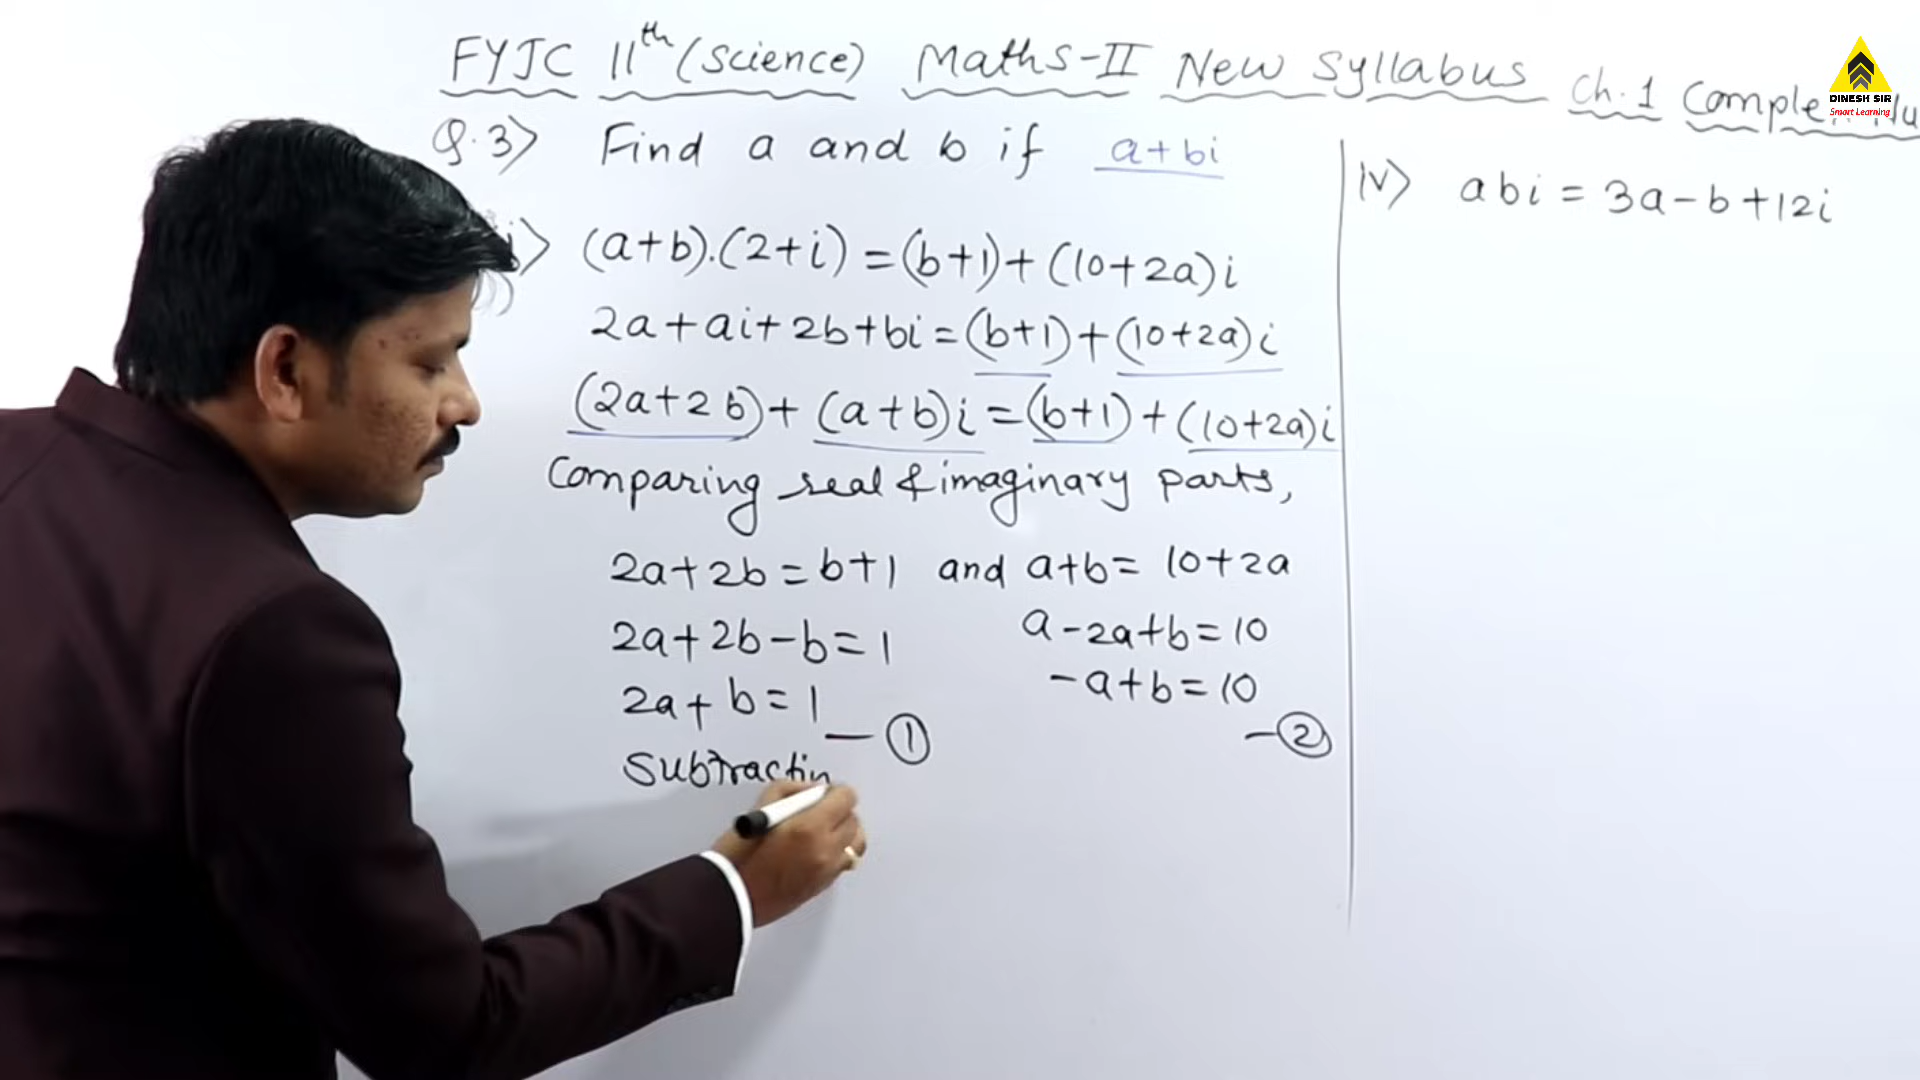 FYJC 11th (Science) Maths-II New Syllabus Ch.1
DINESH SIR
Smart Learning
Q.3> Find a and b if a+bi
(a+b).(2+i) = (b+1)+(10+2a)i
2a+ai+2b+bi = (b+1)+(10+2a)i
(2a+2b)+(a+b)i = (b+1)+(10+2a)i
Comparing real & imaginary parts,
2a+2b=b+1 and a+b= 10+2a
2a+2b-b=1 a-2a+b=10
2a+b=1 —① -a+b=10 —②
Subtractin
iv> abi = 3a-b+12i